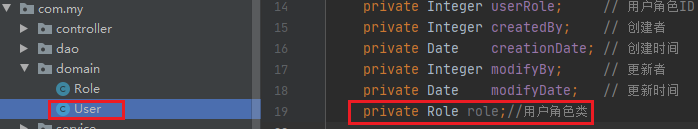 com.my
controller
dao
domain
Role
User
14 private Integer userRole; // 用户角色ID
15 private Integer createdBy; // 创建者
16 private Date creationDate; // 创建时间
17 private Integer modifyBy; // 更新者
18 private Date modifyDate; // 更新时间
19 private Role role;//用户角色类